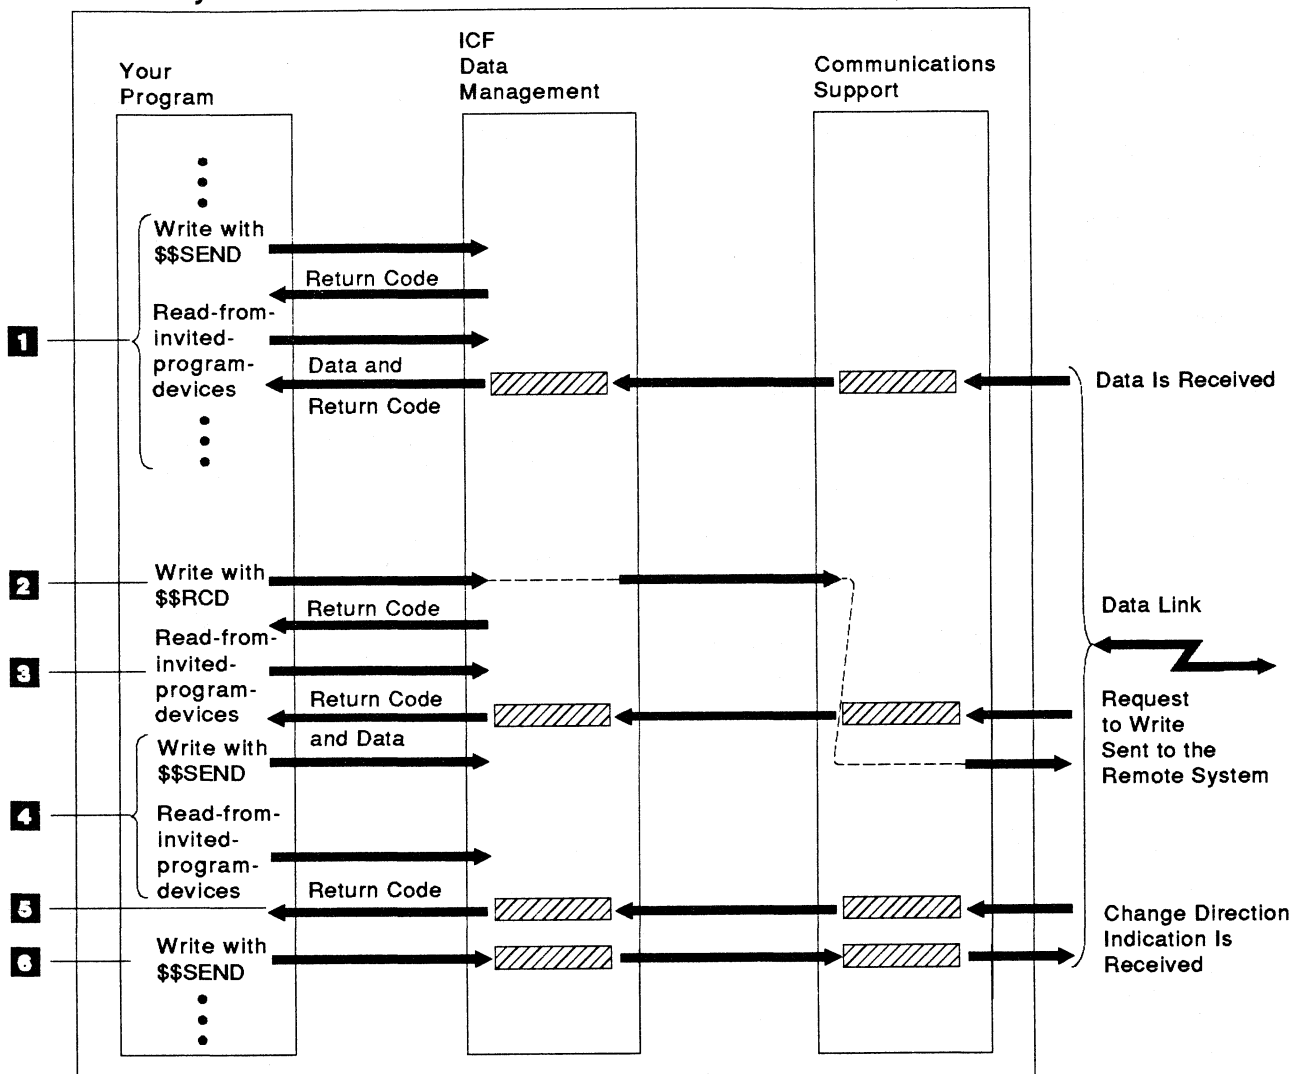 Your
Program
ICF
Data
Management
Communications
Support
Write with
$$SEND
Return Code
Read-from-
invited-
program-
devices
Data and
Return Code
1
Data Is Received
2
Write with
$$RCD
Return Code
Data Link
3
Read-from-
invited-
program-
devices
Return Code
and Data
Request
to Write
Sent to the
Remote System
4
Write with
$$SEND
Read-from-
invited-
program-
devices
5
Return Code
Change Direction
Indication Is
Received
6
Write with
$$SEND